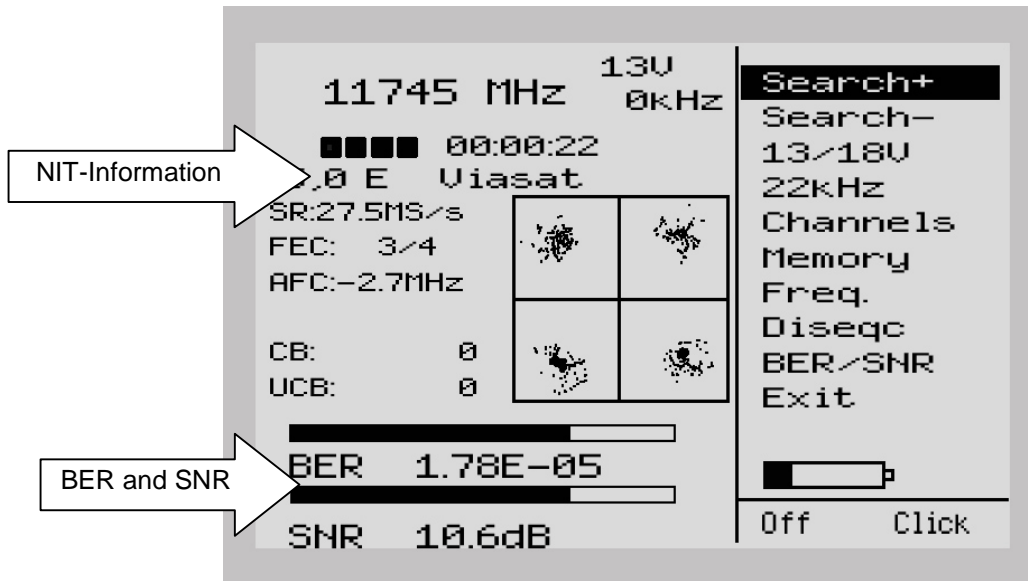 11745 MHz
13V
0KHz
00:00:22
NIT-Information
,0 E Viasat
SR:27.5MS/s
FEC: 3/4
AFC:-2.7MHz
CB: 0
UCB: 0
BER 1.78E-05
BER and SNR
SNR 10.6dB
Search+
Search-
13/18V
22KHz
Channels
Memory
Freq.
Diseqc
BER/SNR
Exit
Off Click